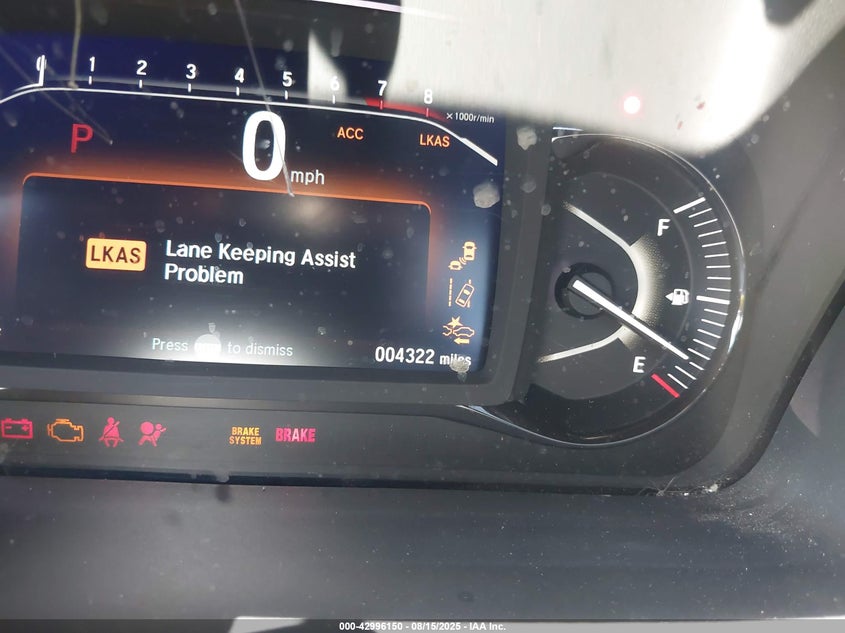 0 1 2 3 4 5 6 7 8
x1000r/min
P 0 mph ACC LKAS
F
LKAS Lane Keeping Assist
Problem
Press to dismiss
004322 miles
E
BRAKE
SYSTEM
BRAKE
000-42996150 - 08/15/2025 - IAA Inc.